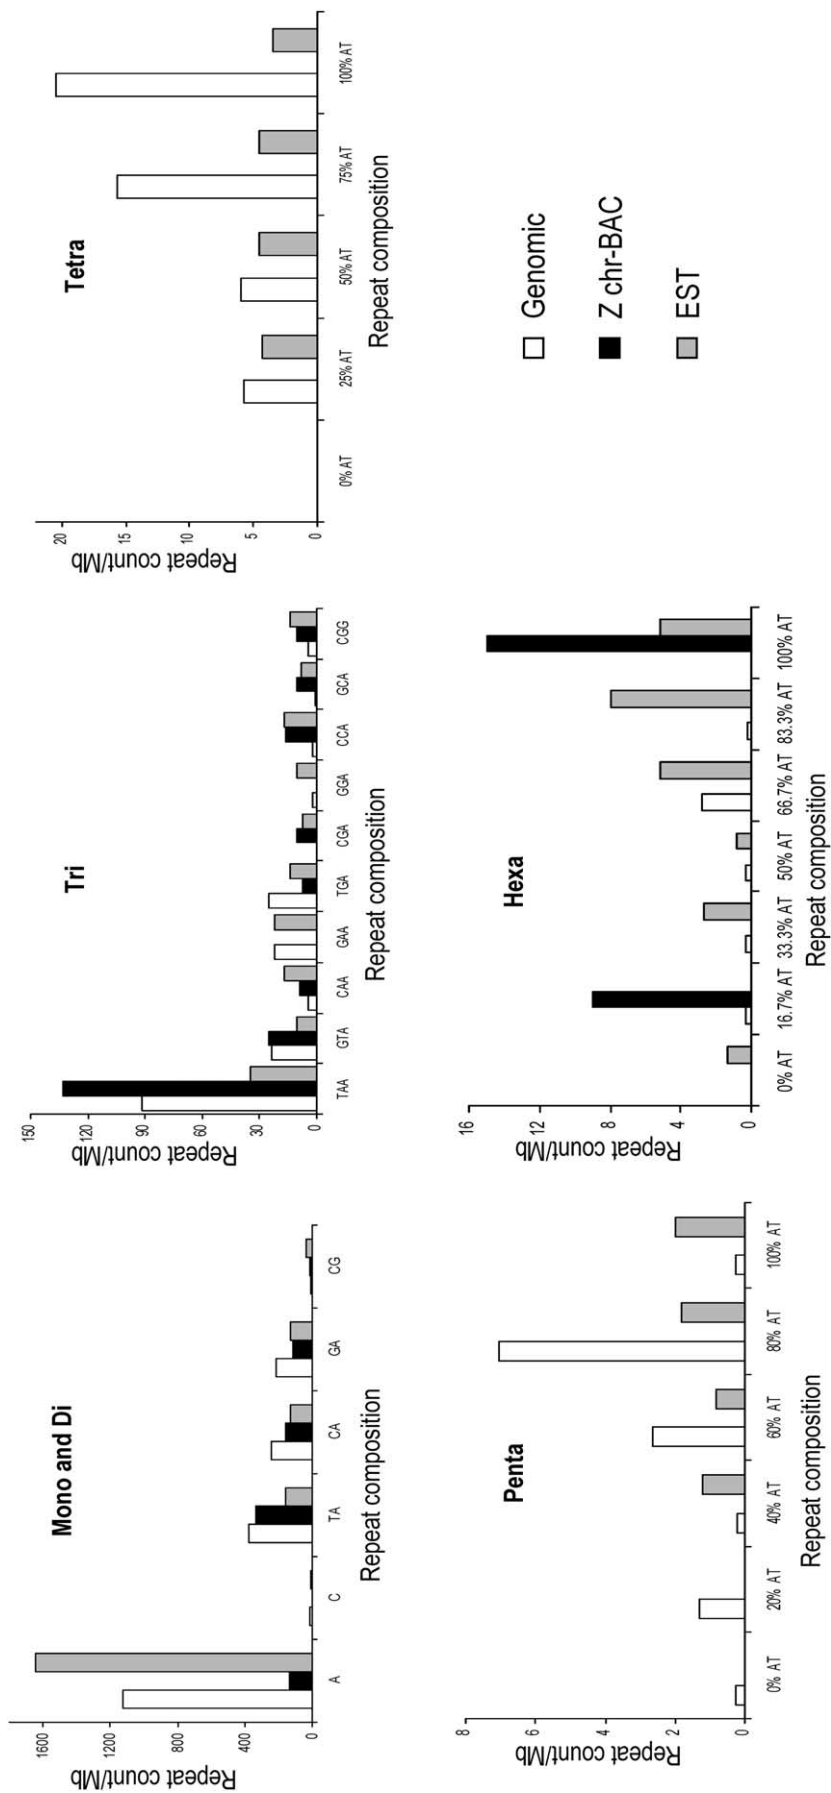 Mono and Di
Repeat count/Mb
1600
1200
800
400
0
A C TA CA GA CG
Repeat composition
Tri
Repeat count/Mb
150
120
90
60
30
0
TAA GTA CAA GAA TGA CGA GGA CCA GCA CGG
Repeat composition
Tetra
Repeat count/Mb
20
15
10
5
0
0% AT 25% AT 50% AT 75% AT 100% AT
Repeat composition
Penta
Repeat count/Mb
8
6
4
2
0
0% AT 20% AT 40% AT 60% AT 80% AT 100% AT
Repeat composition
Hexa
Repeat count/Mb
16
12
8
4
0
0% AT 16.7% AT 33.3% AT 50% AT 66.7% AT 83.3% AT 100% AT
Repeat composition
Genomic
Z chr-BAC
EST